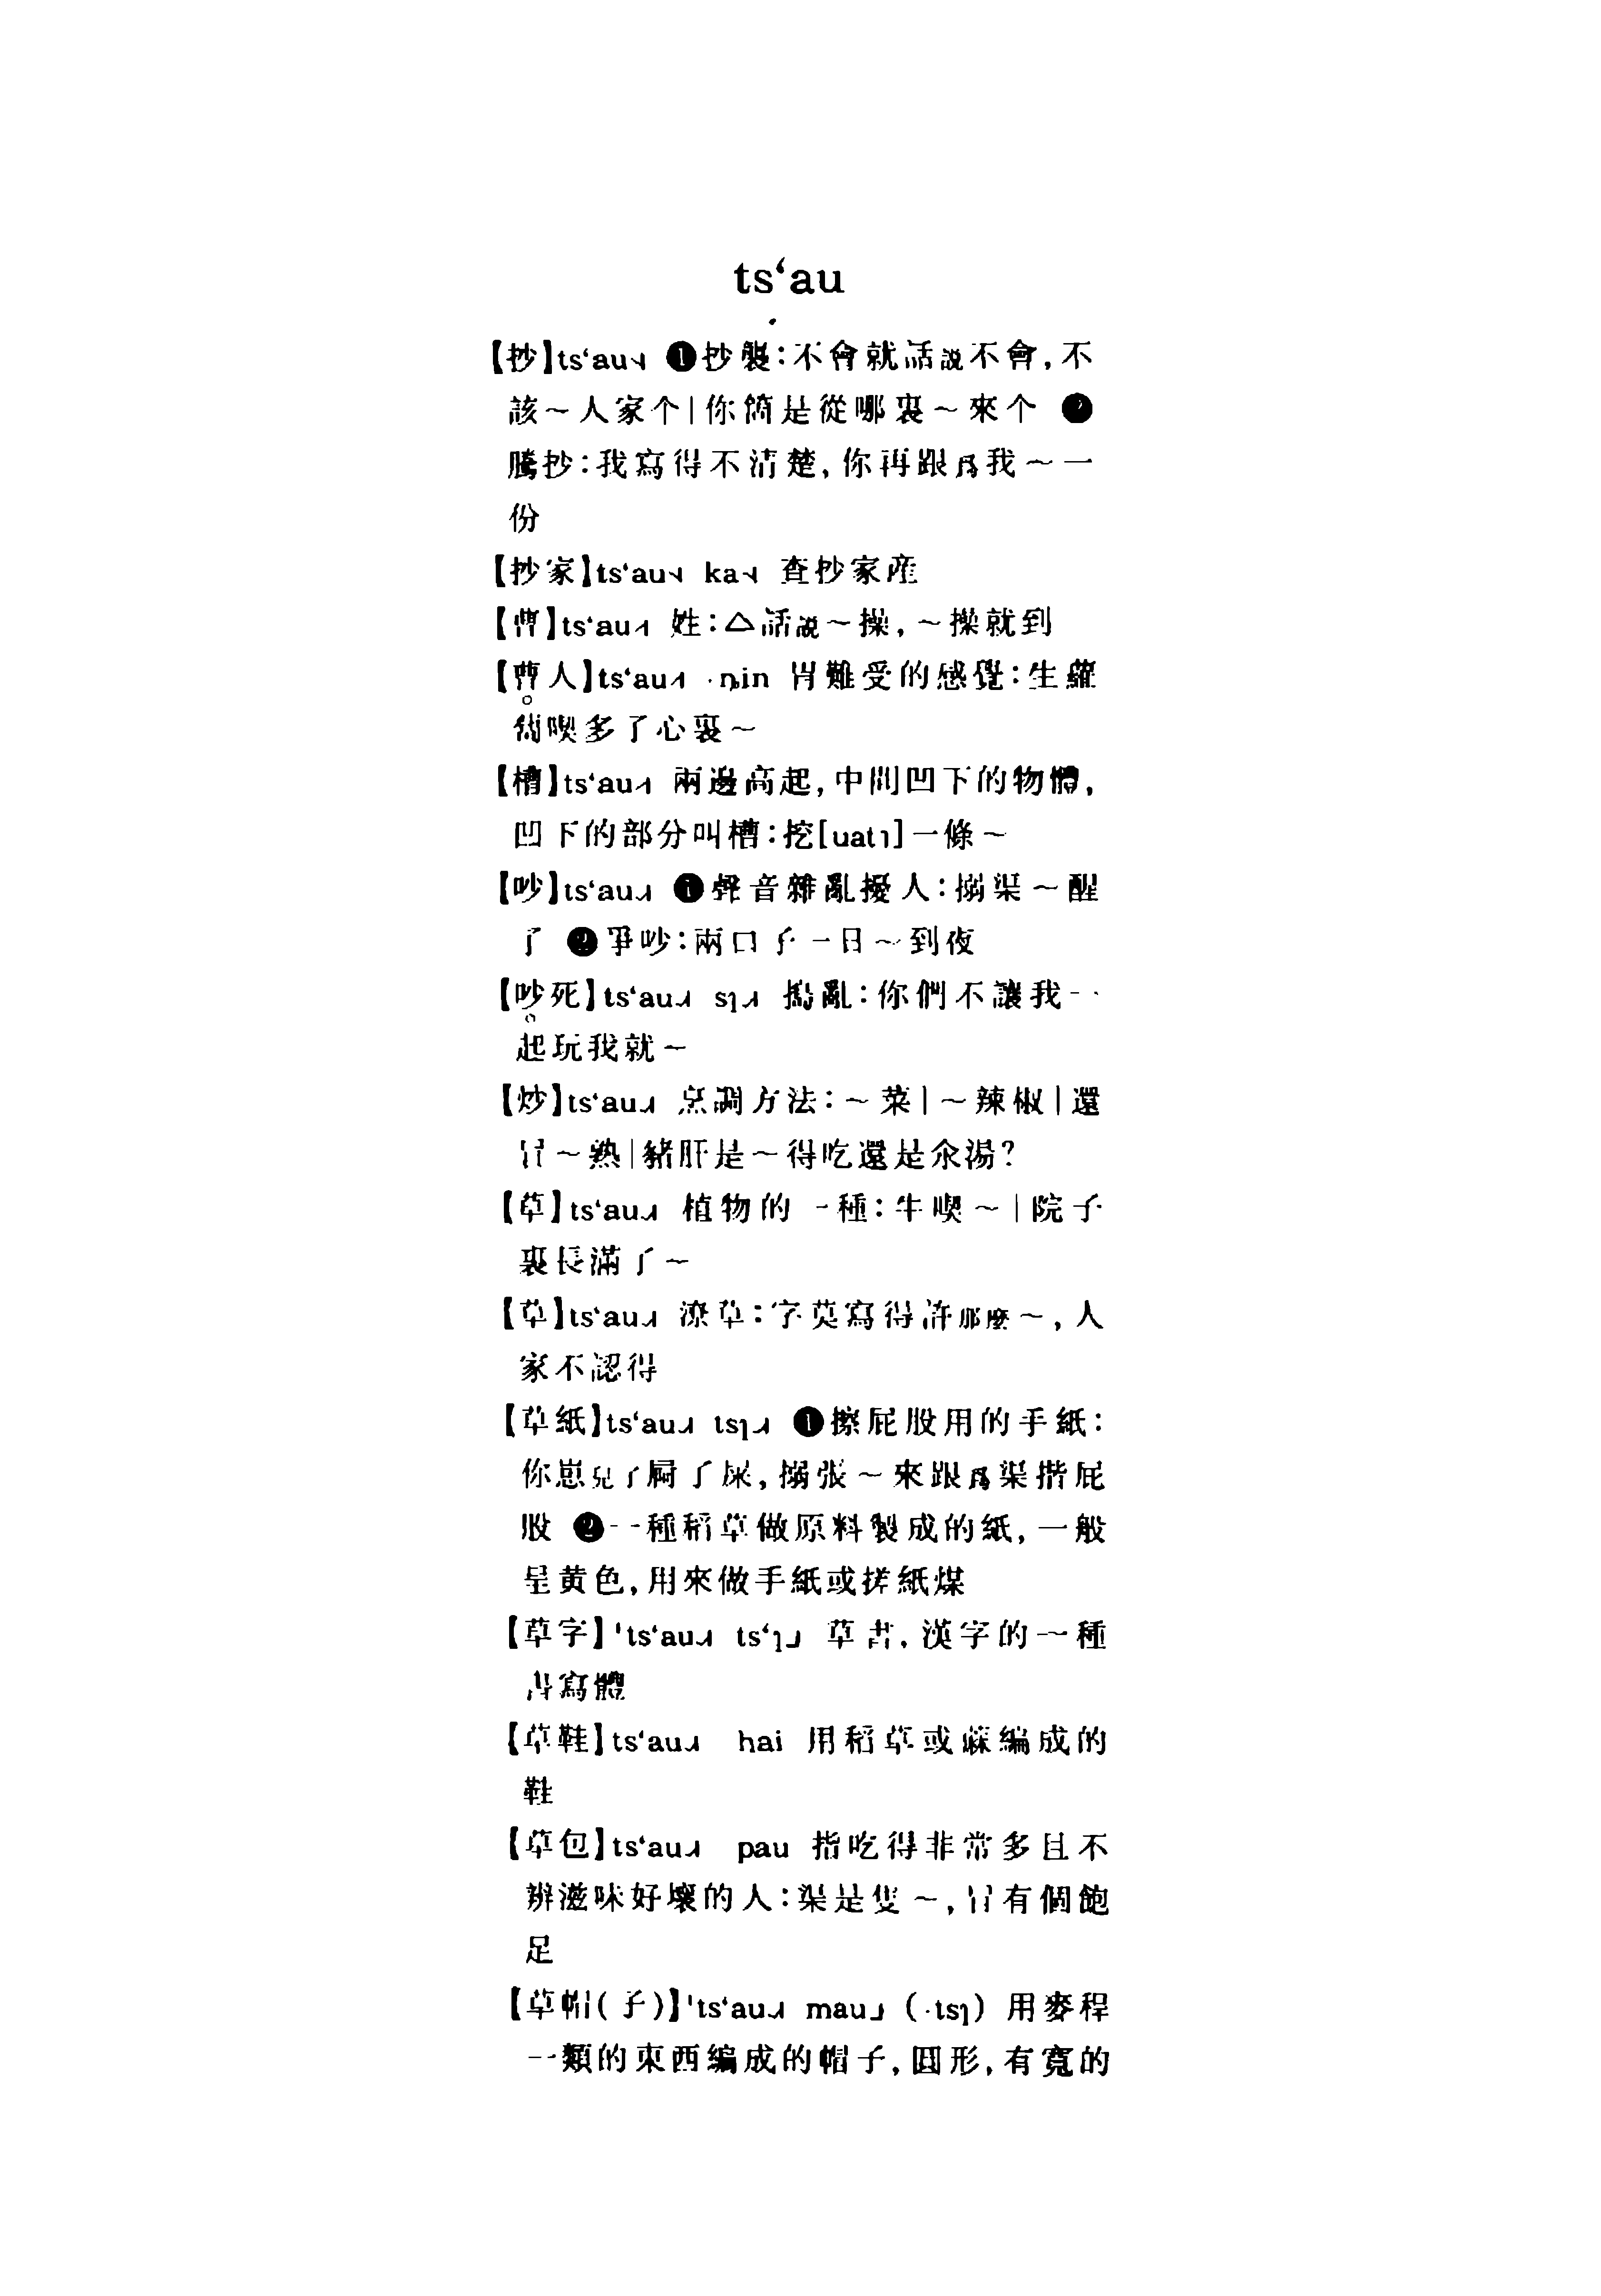 ts‘au
【抄】ts‘au˧ ❶抄襲:不會就話說不會,不
該～人家个|你箇是從哪裏～來个 ❷
騰抄:我寫得不清楚,你再跟爲我～一
份
【抄家】ts‘au˧ ka˧ 查抄家産
【曹】ts‘au˧ 姓:△話說～操,～操就到
【曹人】ts‘au˧ ·ȵin 胃難受的感覺:生蘿
蔔喫多了心裏～
【槽】ts‘au˧ 兩邊高起,中間凹下的物體,
凹下的部分叫槽:挖[uat˥]一條～
【吵】ts‘au˨ ❶聲音雜亂擾人:搦渠～醒
了 ❷爭吵:兩口子一日～到夜
【吵死】ts‘au˨ sɿ˨ 搗亂:你們不讓我一
起玩我就～
【炒】ts‘au˨ 烹調方法:～菜|～辣椒|還
冇～熟|豬肝是～得吃還是氽湯?
【草】ts‘au˨ 植物的一種:牛喫～|院子
裏長滿了～
【草】ts‘au˨ 潦草:字莫寫得許那麼～,人
家不認得
【草紙】ts‘au˨ tsɿ˨ ❶擦屁股用的手紙:
你崽兒子屙了屎,搦張～來跟爲渠揩屁
股 ❷一種稻草做原料製成的紙,一般
呈黄色,用來做手紙或搓紙煤
【草字】ˈts‘au˨ ts‘ɿ˩ 草書,漢字的一種
書寫體
【草鞋】ts‘au˨ hai 用稻草或蔴編成的
鞋
【草包】ts‘au˨ pau 指吃得非常多且不
辨滋味好壞的人:渠是隻～,冇有個飽
足
【草帽(子)】ˈts‘au˨ mau˩ (·tsɿ) 用麥稈
一類的東西編成的帽子,圓形,有寬的